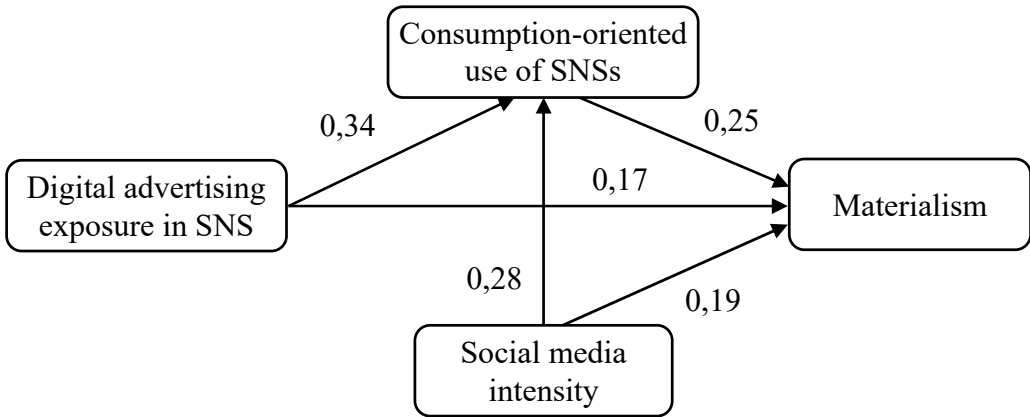 Consumption-oriented
use of SNSs
0,34
0,25
Digital advertising
exposure in SNS
0,17
Materialism
0,28
0,19
Social media
intensity